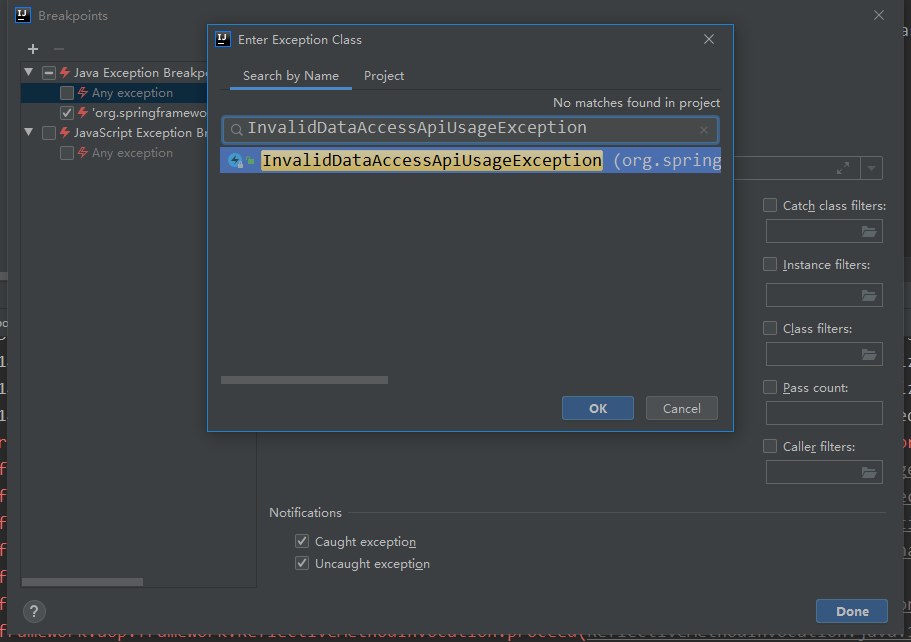 Breakpoints
Enter Exception Class
Search by Name
Project
No matches found in project
InvalidDataAccessApiUsageException
InvalidDataAccessApiUsageException (org.spring
Java Exception Breakpo
Any exception
'org.springframewo
JavaScript Exception Br
Any exception
Catch class filters:
Instance filters:
Class filters:
Pass count:
Caller filters:
Notifications
Caught exception
Uncaught exception
?
Done
OK
Cancel